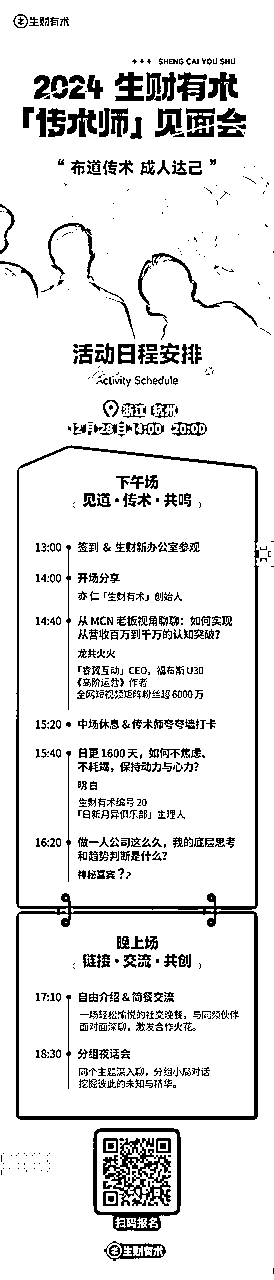 生财有术
SHENG CAI YOU SHU
2024 生财有术
「传术师」见面会
“ 布道传术 成人达己 ”
活动日程安排
Activity Schedule
浙江 杭州
12月28日 14:00 20:00
下午场
见道·传术·共鸣
13:00 签到 & 生财新办公室参观
14:00 开场分享
亦仁「生财有术」创始人
14:40 从 MCN 老板视角聊聊：如何实现
从营收百万到千万的认知突破？
龙共火火
「睿翼互动」CEO，福布斯 U30
《高阶运营》作者
全网短视频矩阵粉丝超 6000 万
15:20 中场休息 & 传术师夸夸墙打卡
15:40 日更 1600 天，如何不焦虑、
不耗竭，保持动力与心力？
明白
生财有术编号 20
「日新月异俱乐部」主理人
16:20 做一人公司这么久，我的底层思考
和趋势判断是什么？
神秘嘉宾 ??
晚上场
链接·交流·共创
17:10 自由介绍 & 简餐交流
一场轻松愉悦的社交晚餐，与同频伙伴
面对面深聊，激发合作火花。
18:30 分组夜话会
两个主题深入聊，分组小局对话
挖掘彼此的未知与精华。
扫码报名
生财有术